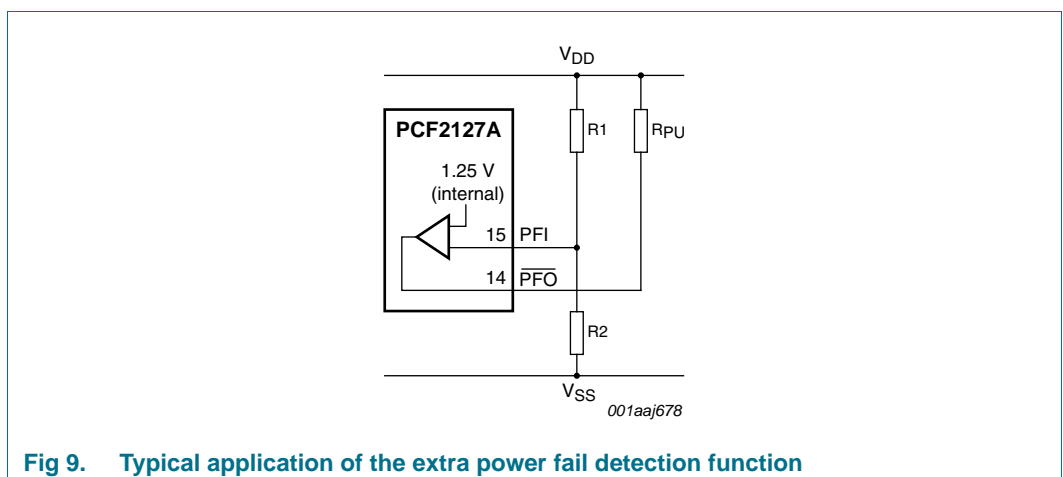 VDD
PCF2127A
R1
RPU
1.25 V
(internal)
15 PFI
14 PFO
R2
VSS
001aaj678
Fig 9. Typical application of the extra power fail detection function